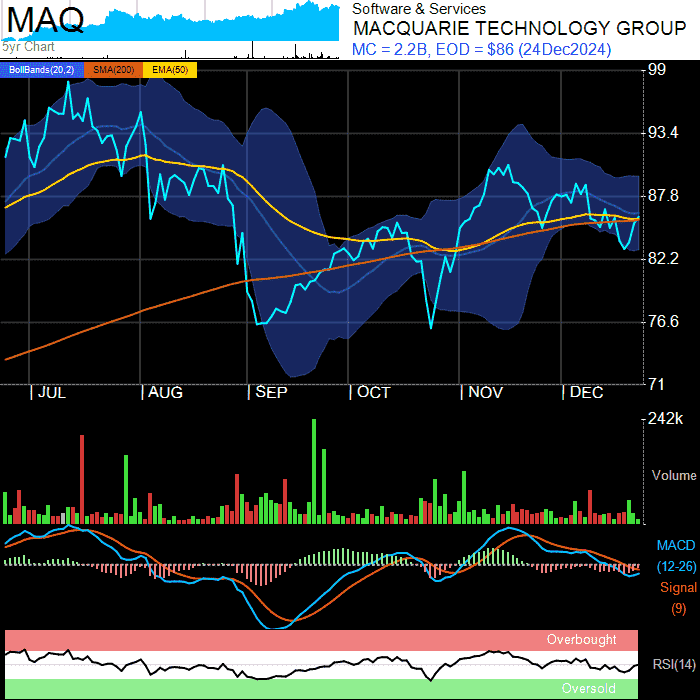 MAQ
5yr Chart
Software & Services
MACQUARIE TECHNOLOGY GROUP
MC = 2.2B, EOD = $86 (24Dec2024)
BollBands(20,2) SMA(200) EMA(50)
99
93.4
87.8
82.2
76.6
71
JUL AUG SEP OCT NOV DEC
242k
Volume
MACD
(12-26)
Signal
(9)
Overbought
RSI(14)
Oversold